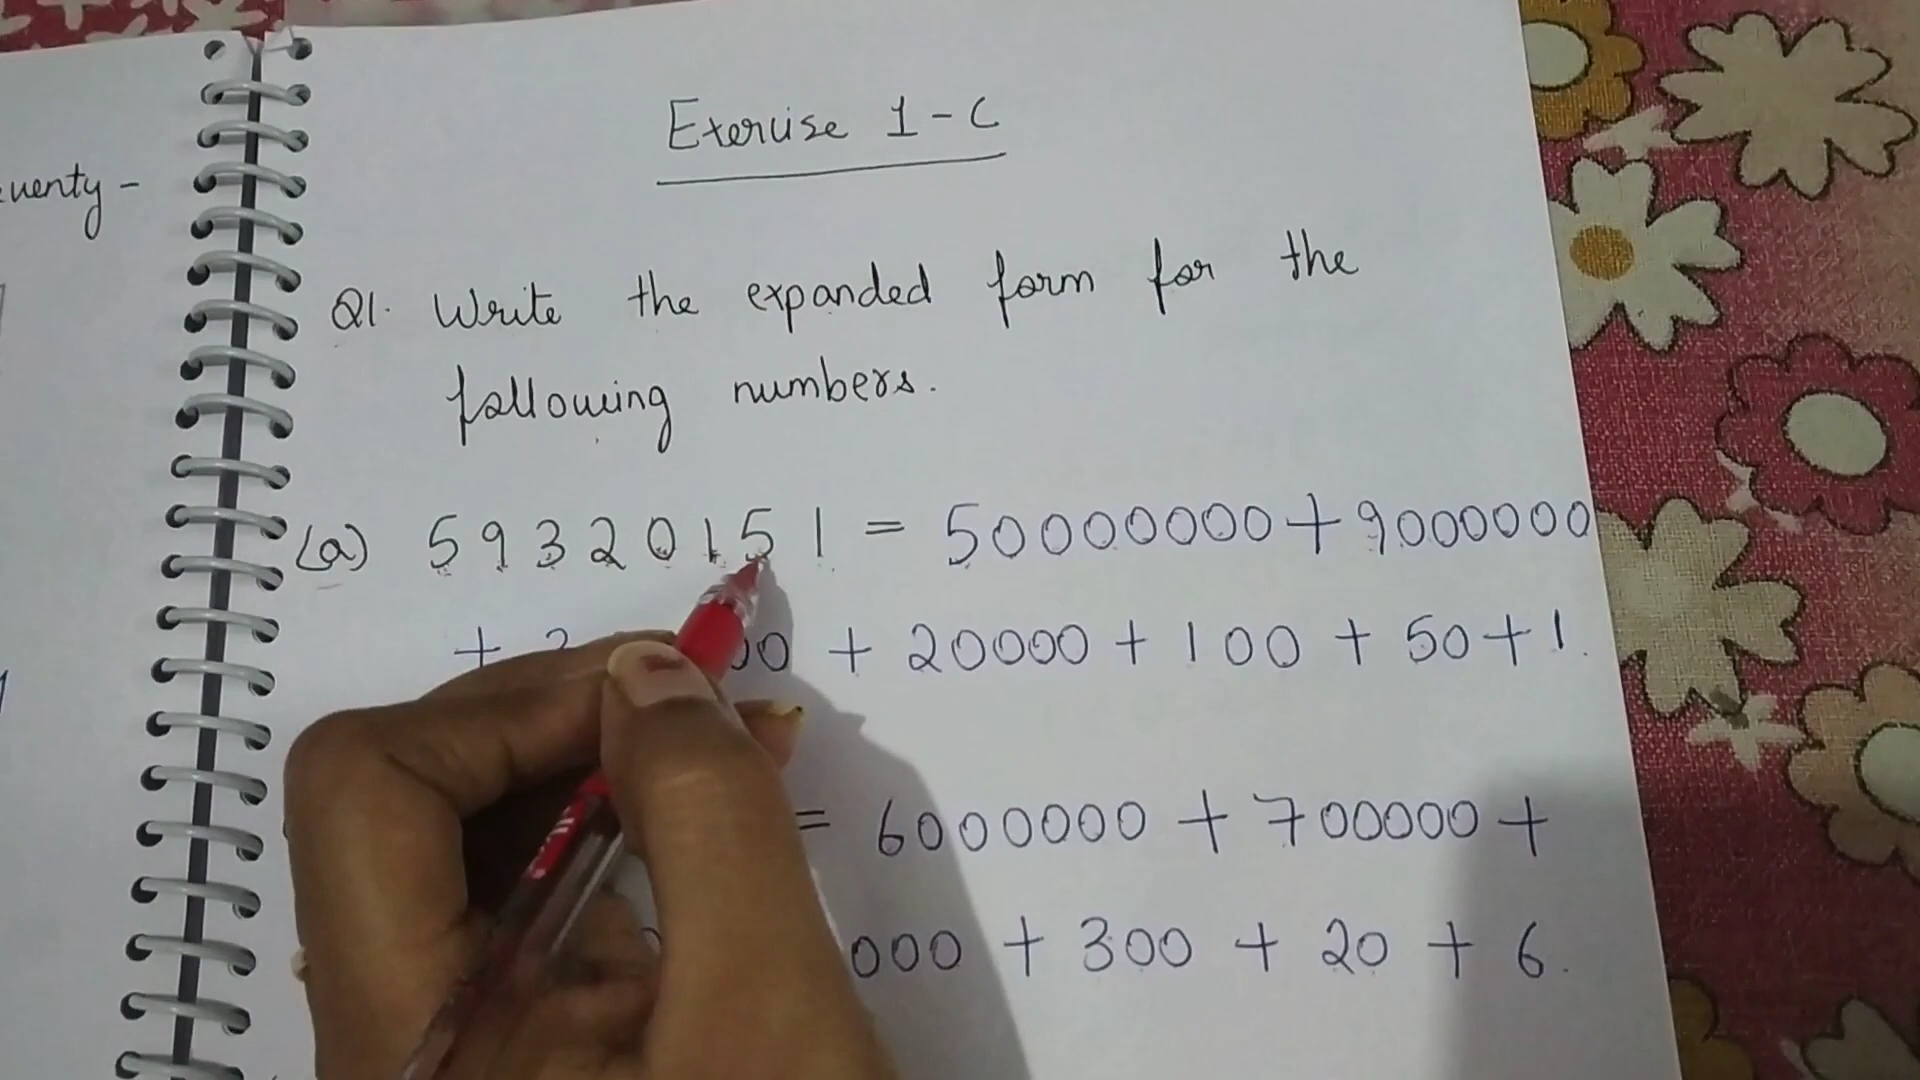 Exercise 1-C
Q1. Write the expanded form for the
following numbers.
(a) 59320151 = 50000000 + 9000000
+ 20000 + 100 + 50 + 1.
= 6000000 + 700000 +
000 + 300 + 20 + 6.